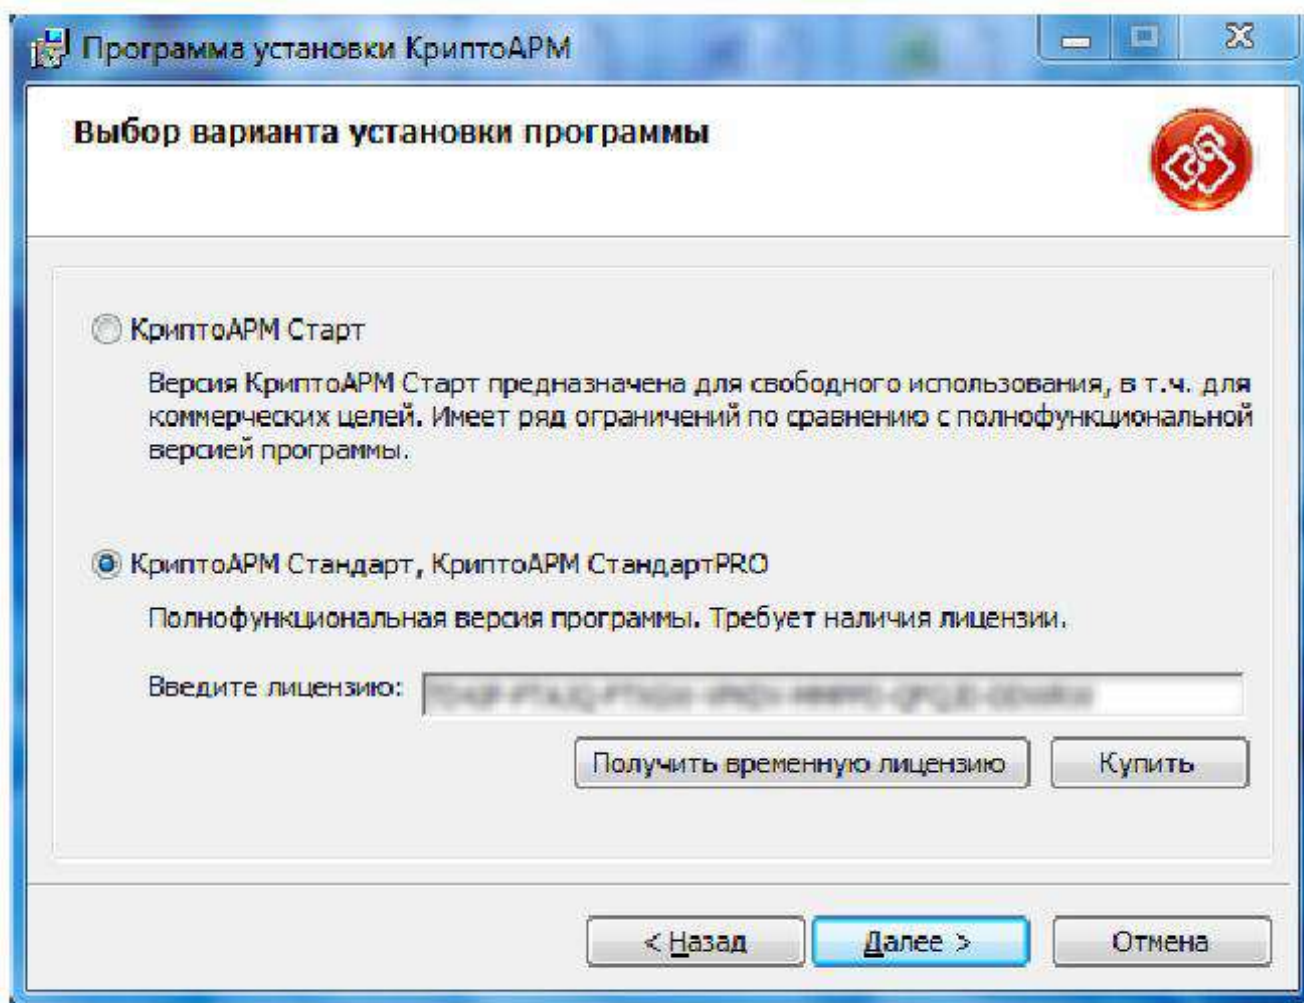 Программа установки КриптоАРМ
Выбор варианта установки программы
КриптоАРМ Старт
Версия КриптоАРМ Старт предназначена для свободного использования, в т.ч. для
коммерческих целей. Имеет ряд ограничений по сравнению с полнофункциональной
версией программы.
КриптоАРМ Стандарт, КриптоАРМ СтандартPRO
Полнофункциональная версия программы. Требует наличия лицензии.
Введите лицензию:
Получить временную лицензию
Купить
< Назад
Далее >
Отмена